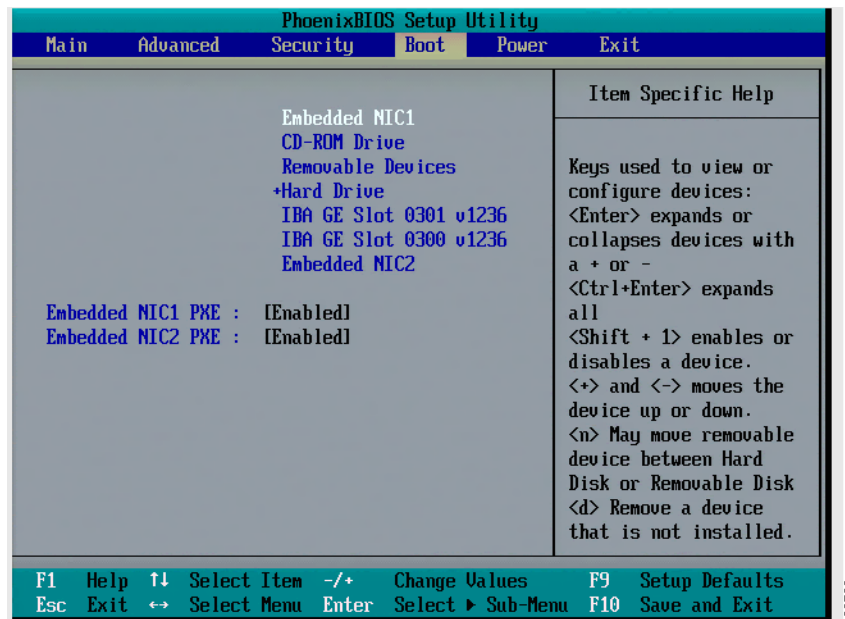 PhoenixBIOS Setup Utility
Main Advanced Security Boot Power Exit
Embedded NIC1
CD-ROM Drive
Removable Devices
+Hard Drive
IBA GE Slot 0301 v1236
IBA GE Slot 0300 v1236
Embedded NIC2
Embedded NIC1 PXE : [Enabled]
Embedded NIC2 PXE : [Enabled]
Item Specific Help
Keys used to view or
configure devices:
<Enter> expands or
collapses devices with
a + or -
<Ctrl+Enter> expands
all
<Shift + 1> enables or
disables a device.
<+> and <-> moves the
device up or down.
<n> May move removable
device between Hard
Disk or Removable Disk
<d> Remove a device
that is not installed.
F1 Help ↑↓ Select Item -/+ Change Values F9 Setup Defaults
Esc Exit ↔ Select Menu Enter Select ▶ Sub-Menu F10 Save and Exit